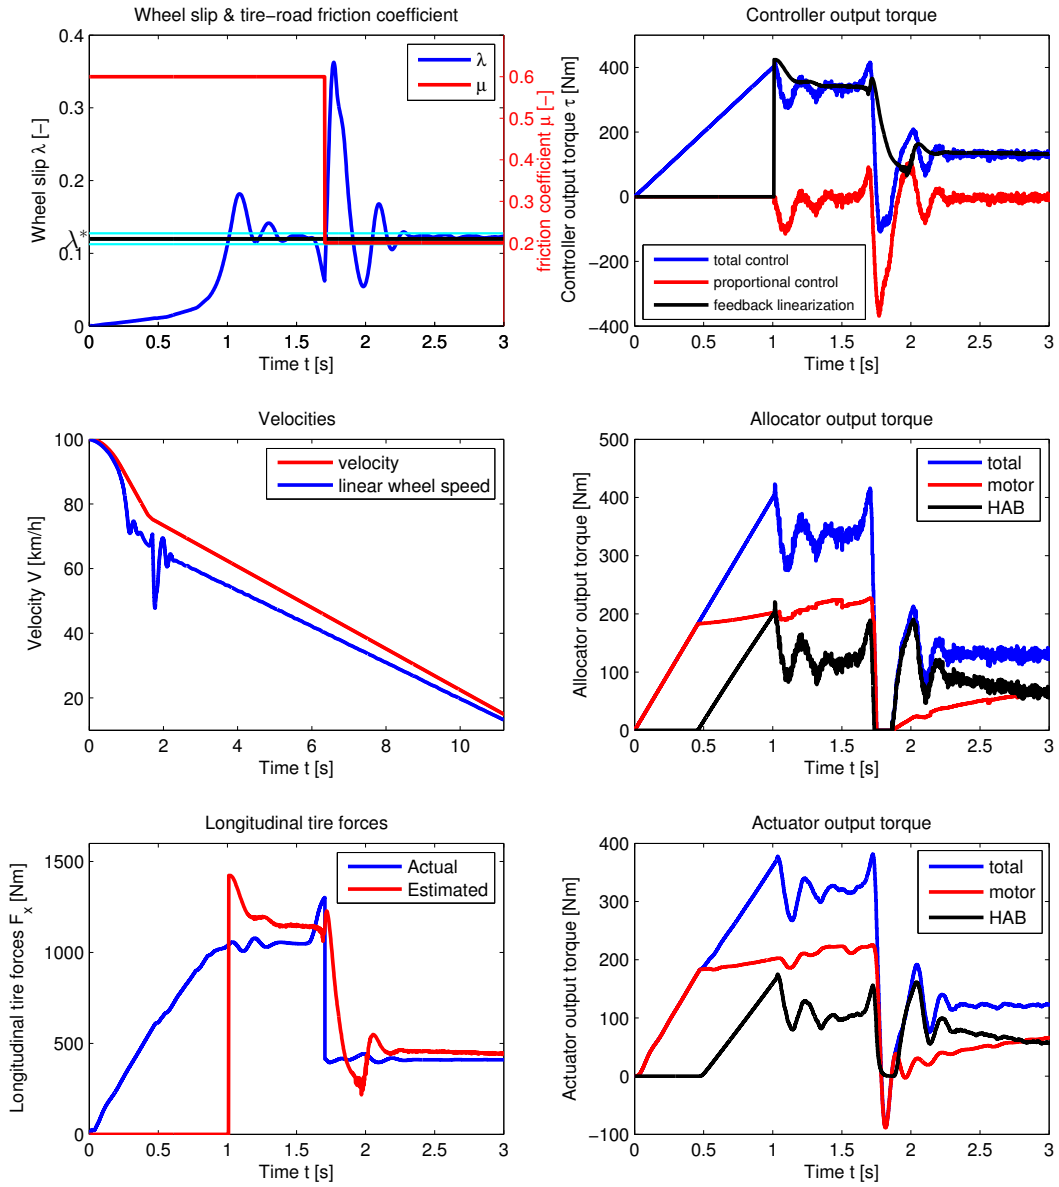 Wheel slip & tire−road friction coefficient
0.4
0.3
0.2
0.1
0
λ*
Wheel slip λ [−]
λ
μ
0.6
0.5
0.4
0.3
0.2
friction coefficient μ [−]
0 0.5 1 1.5 2 2.5 3
Time t [s]
Controller output torque
400
200
0
−200
−400
Controller output torque τ [Nm]
total control
proportional control
feedback linearization
0 0.5 1 1.5 2 2.5 3
Time t [s]
Velocities
100
80
60
40
20
Velocity V [km/h]
velocity
linear wheel speed
0 2 4 6 8 10
Time t [s]
Allocator output torque
500
400
300
200
100
0
Allocator output torque [Nm]
total
motor
HAB
0 0.5 1 1.5 2 2.5 3
Time t [s]
Longitudinal tire forces
1500
1000
500
0
Longitudinal tire forces Fₓ [Nm]
Actual
Estimated
0 0.5 1 1.5 2 2.5 3
Time t [s]
Actuator output torque
400
300
200
100
0
−100
Actuator output torque [Nm]
total
motor
HAB
0 0.5 1 1.5 2 2.5 3
Time t [s]